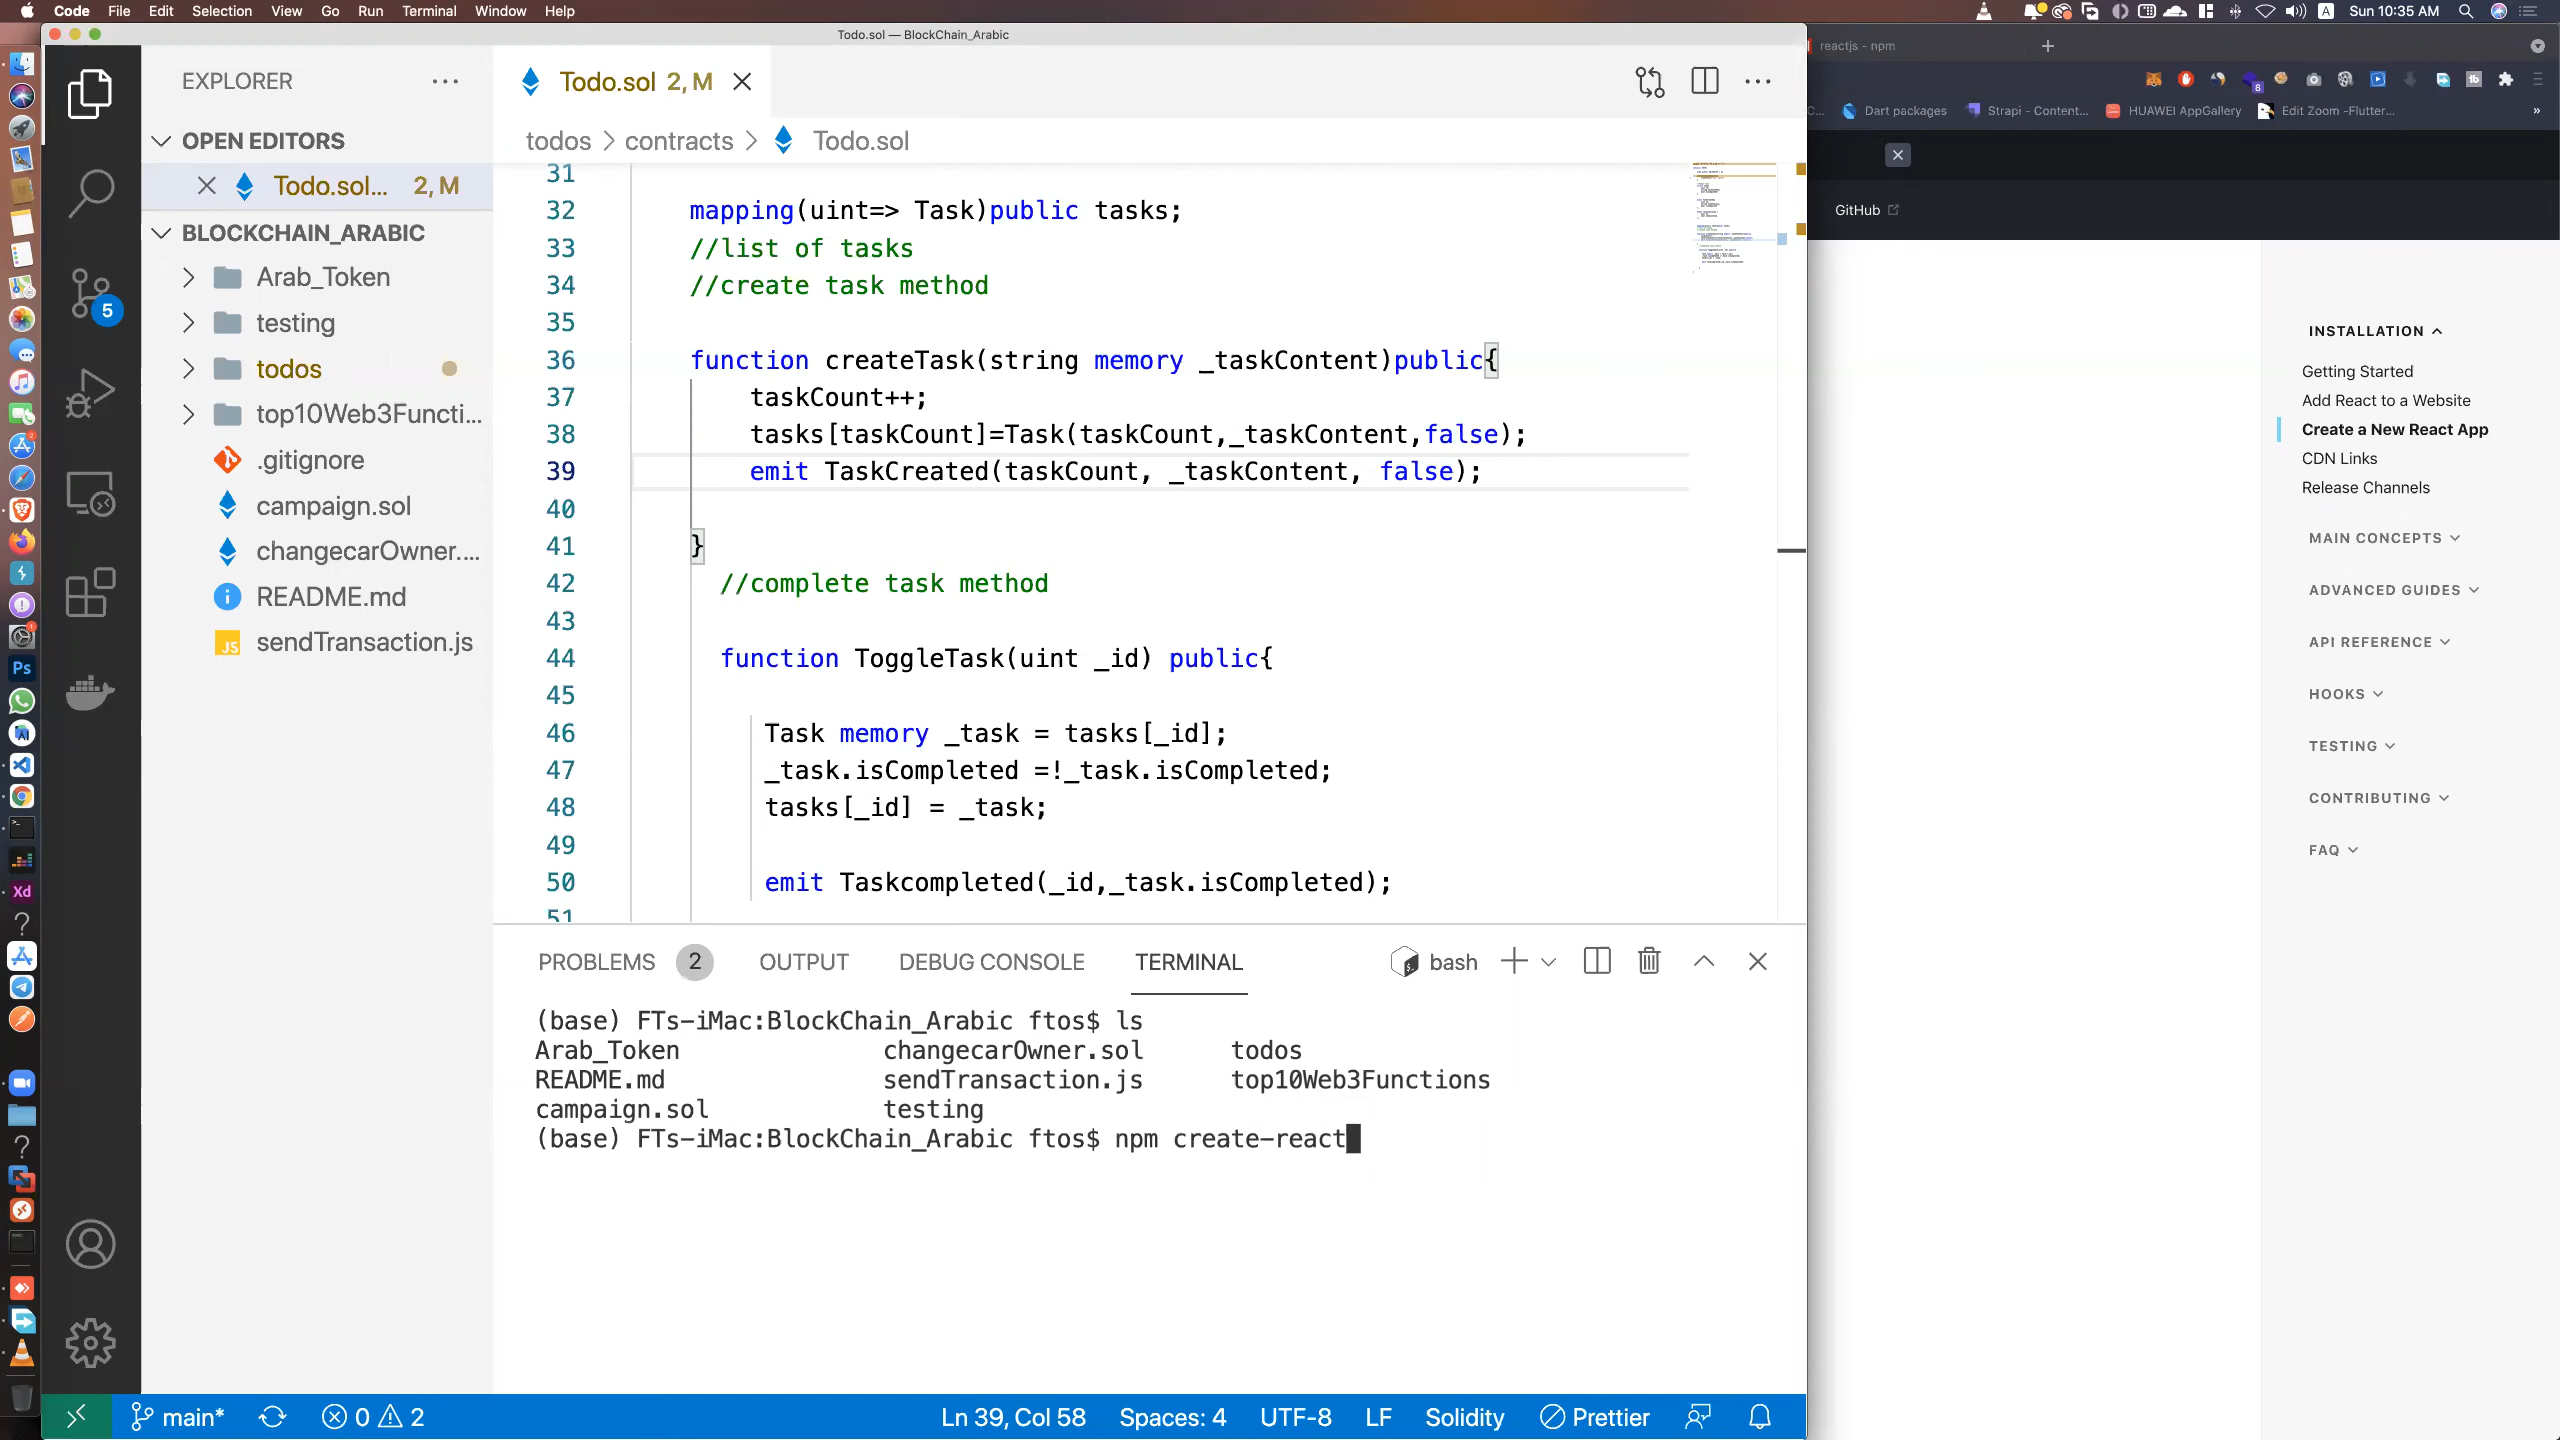 Code File Edit Selection View Go Run Terminal Window Help
Sun 10:35 AM
Todo.sol — BlockChain_Arabic
EXPLORER
OPEN EDITORS
Todo.sol... 2, M
BLOCKCHAIN_ARABIC
Arab_Token
testing
todos
top10Web3Functi...
.gitignore
campaign.sol
changecarOwner....
README.md
sendTransaction.js
5
Todo.sol 2, M
todos > contracts > Todo.sol
31
32 mapping(uint=> Task)public tasks;
33 //list of tasks
34 //create task method
35
36 function createTask(string memory _taskContent)public{
37 taskCount++;
38 tasks[taskCount]=Task(taskCount,_taskContent,false);
39 emit TaskCreated(taskCount, _taskContent, false);
40
41 }
42 //complete task method
43
44 function ToggleTask(uint _id) public{
45
46 Task memory _task = tasks[_id];
47 _task.isCompleted =!_task.isCompleted;
48 tasks[_id] = _task;
49
50 emit Taskcompleted(_id,_task.isCompleted);
51
PROBLEMS 2 OUTPUT DEBUG CONSOLE TERMINAL bash
(base) FTs-iMac:BlockChain_Arabic ftos$ ls
Arab_Token changecarOwner.sol todos
README.md sendTransaction.js top10Web3Functions
campaign.sol testing
(base) FTs-iMac:BlockChain_Arabic ftos$ npm create-react
main* 0 2 Ln 39, Col 58 Spaces: 4 UTF-8 LF Solidity Prettier
reactjs - npm
Dart packages Strapi - Content... HUAWEI AppGallery Edit Zoom -Flutter... »
GitHub
INSTALLATION
Getting Started
Add React to a Website
Create a New React App
CDN Links
Release Channels
MAIN CONCEPTS
ADVANCED GUIDES
API REFERENCE
HOOKS
TESTING
CONTRIBUTING
FAQ
Ps
Xd